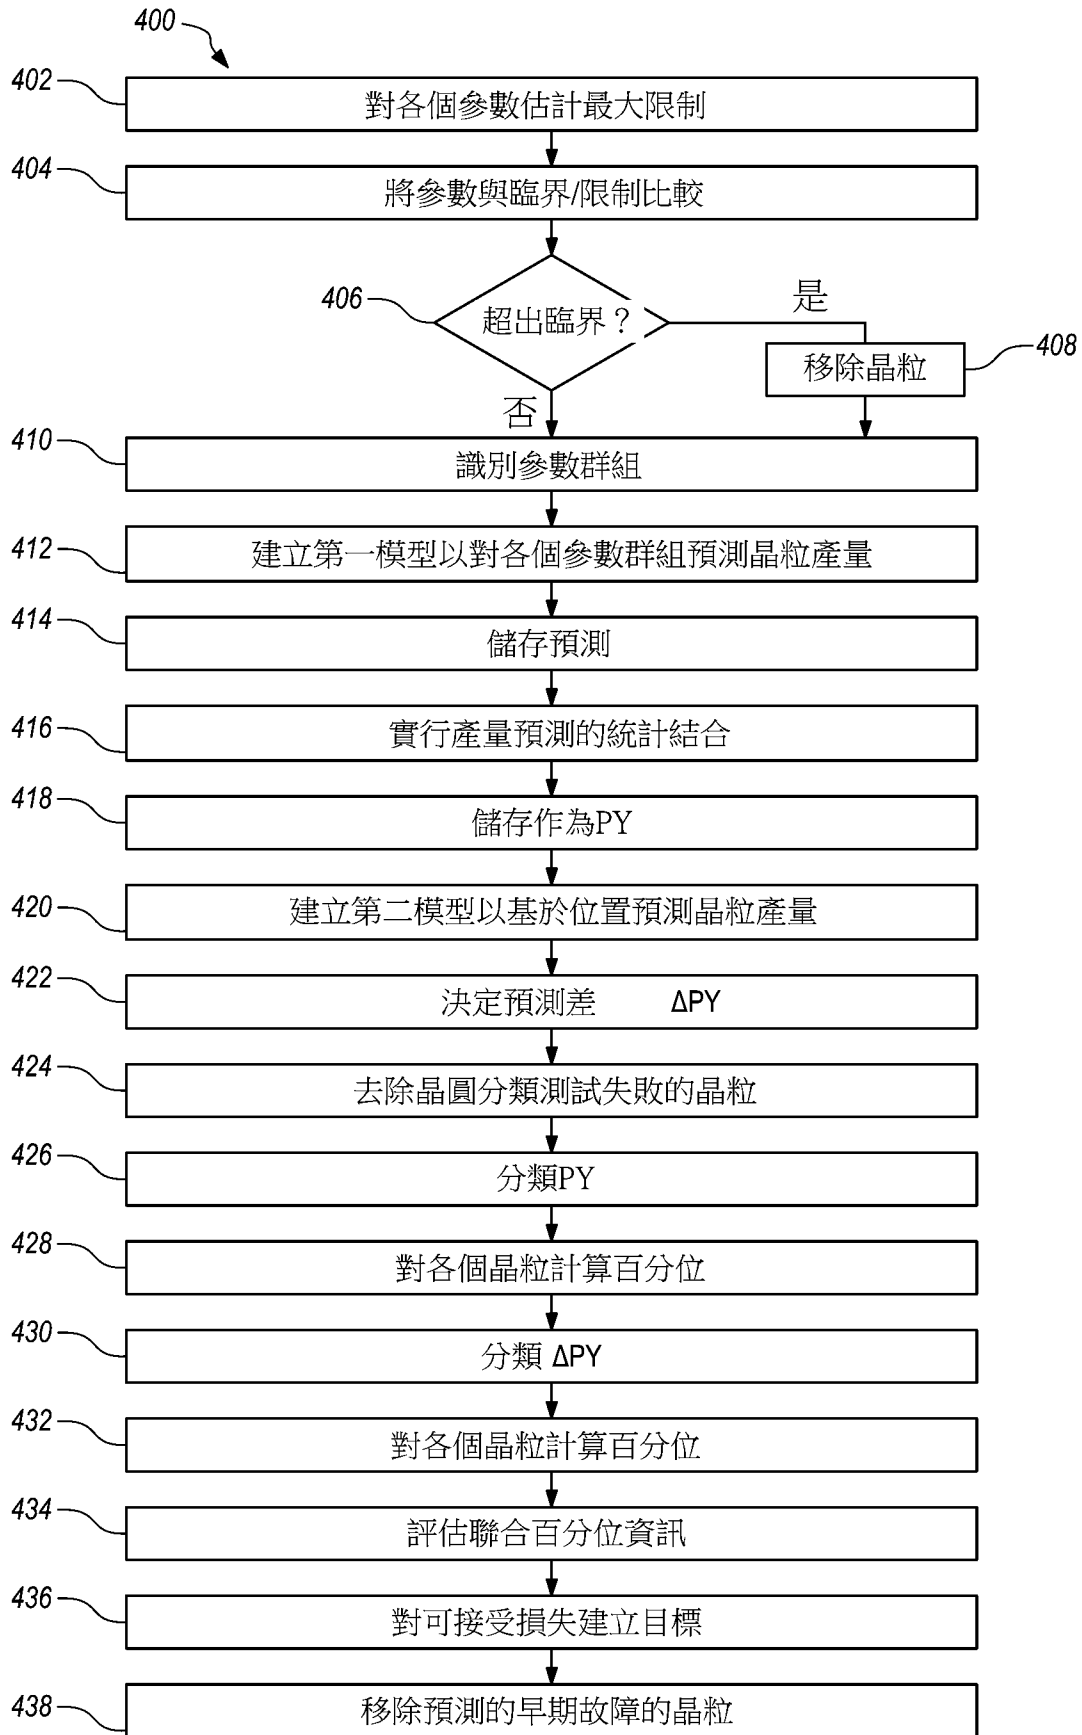 400
402
對各個參數估計最大限制
404
將參數與臨界/限制比較
406
超出臨界？
是
408
移除晶粒
否
410
識別參數群組
412
建立第一模型以對各個參數群組預測晶粒產量
414
儲存預測
416
實行產量預測的統計結合
418
儲存作為PY
420
建立第二模型以基於位置預測晶粒產量
422
決定預測差 ΔPY
424
去除晶圓分類測試失敗的晶粒
426
分類PY
428
對各個晶粒計算百分位
430
分類 ΔPY
432
對各個晶粒計算百分位
434
評估聯合百分位資訊
436
對可接受損失建立目標
438
移除預測的早期故障的晶粒